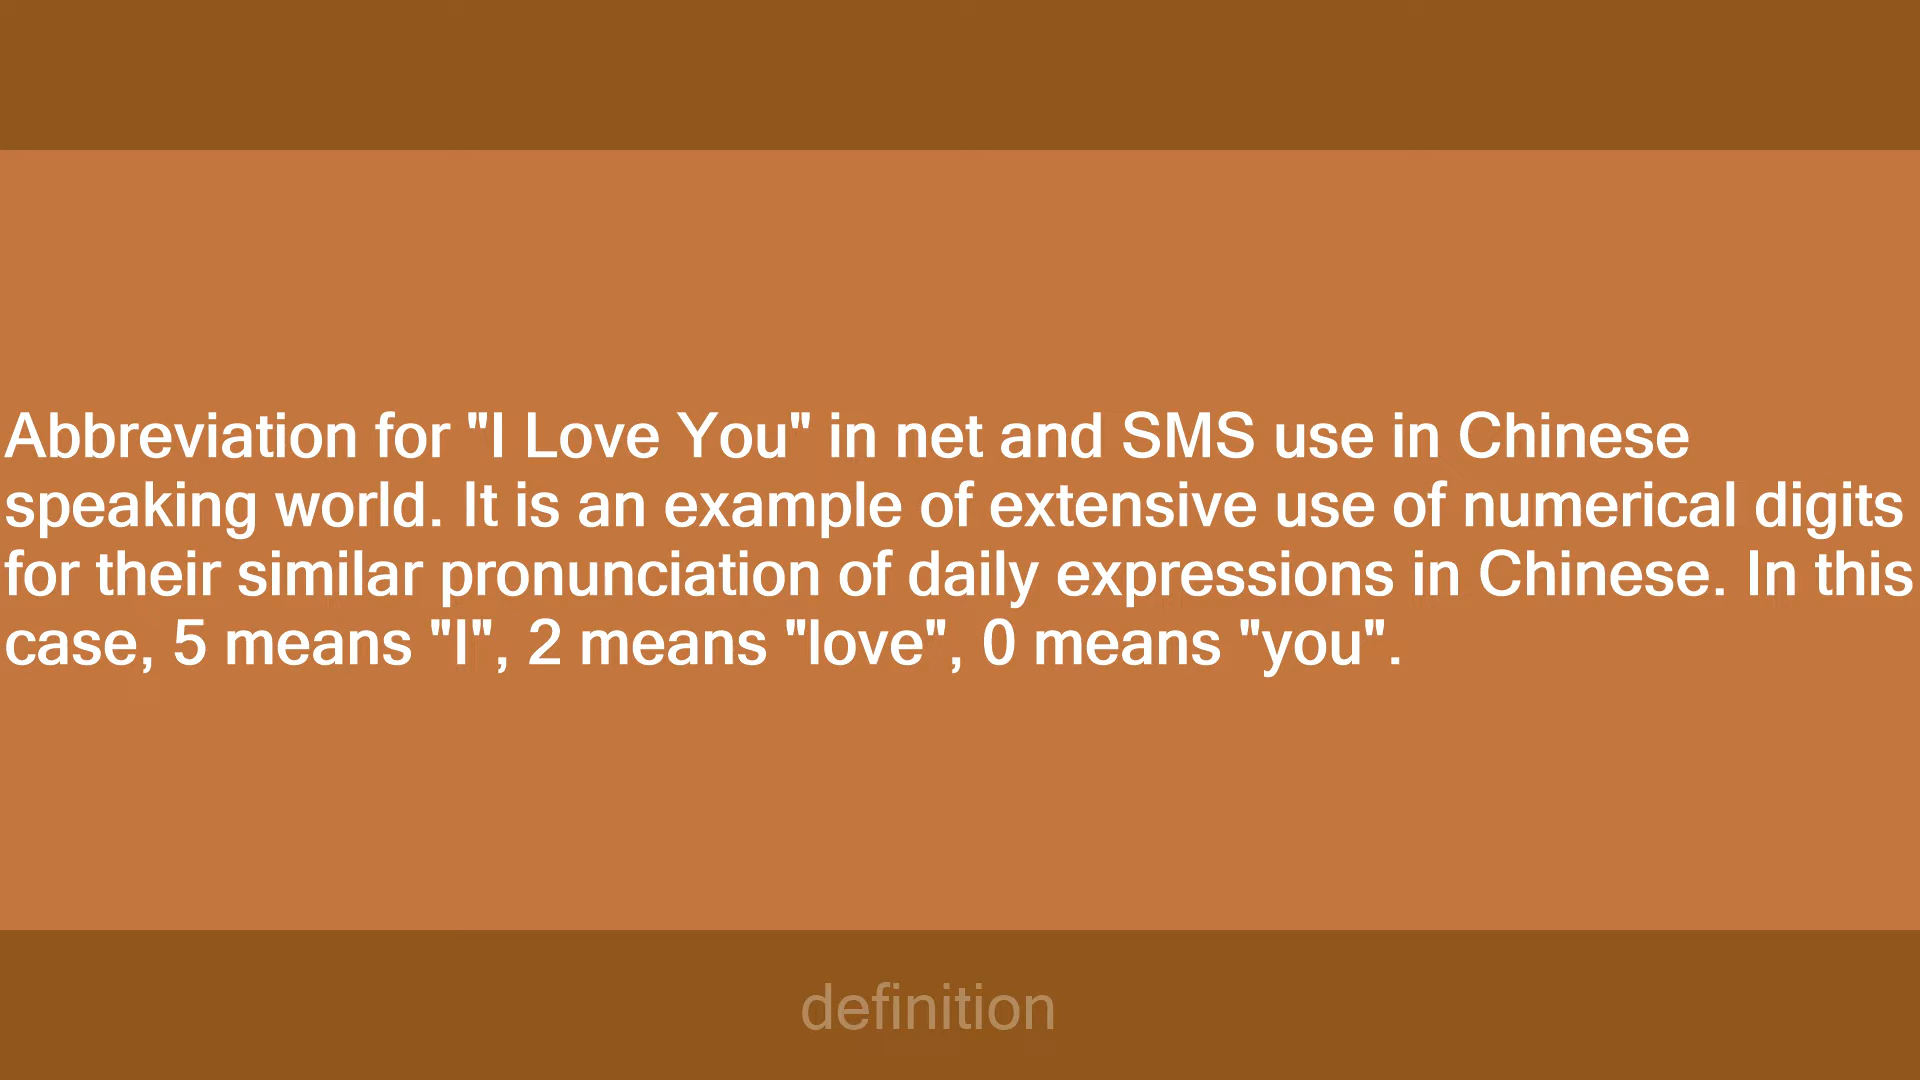 Abbreviation for "I Love You" in net and SMS use in Chinese
speaking world. It is an example of extensive use of numerical digits
for their similar pronunciation of daily expressions in Chinese. In this
case, 5 means "I", 2 means "love", 0 means "you".
definition